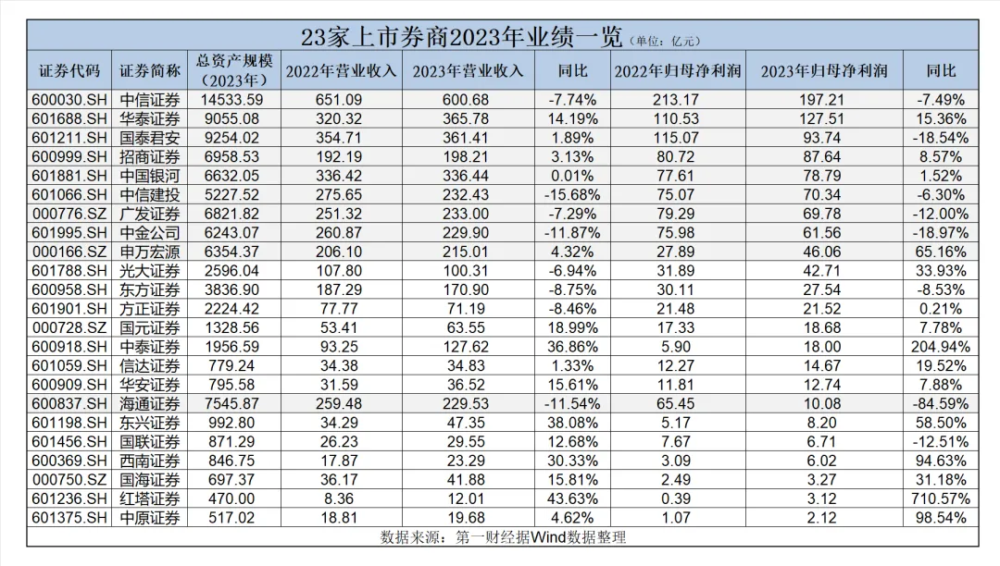 23家上市券商2023年业绩一览（单位：亿元）
证券代码 证券简称 总资产规模（2023年） 2022年营业收入 2023年营业收入 同比 2022年归母净利润 2023年归母净利润 同比
600030.SH 中信证券 14533.59 651.09 600.68 -7.74% 213.17 197.21 -7.49%
601688.SH 华泰证券 9055.08 320.32 365.78 14.19% 110.53 127.51 15.36%
601211.SH 国泰君安 9254.02 354.71 361.41 1.89% 115.07 93.74 -18.54%
600999.SH 招商证券 6958.53 192.19 198.21 3.13% 80.72 87.64 8.57%
601881.SH 中国银河 6632.05 336.42 336.44 0.01% 77.61 78.79 1.52%
601066.SH 中信建投 5227.52 275.65 232.43 -15.68% 75.07 70.34 -6.30%
000776.SZ 广发证券 6821.82 251.32 233.00 -7.29% 79.29 69.78 -12.00%
601995.SH 中金公司 6243.07 260.87 229.90 -11.87% 75.98 61.56 -18.97%
000166.SZ 申万宏源 6354.37 206.10 215.01 4.32% 27.89 46.06 65.16%
601788.SH 光大证券 2596.04 107.80 100.31 -6.94% 31.89 42.71 33.93%
600958.SH 东方证券 3836.90 187.29 170.90 -8.75% 30.11 27.54 -8.53%
601901.SH 方正证券 2224.42 77.77 71.19 -8.46% 21.48 21.52 0.21%
000728.SZ 国元证券 1328.56 53.41 63.55 18.99% 17.33 18.68 7.78%
600918.SH 中泰证券 1956.59 93.25 127.62 36.86% 5.90 18.00 204.94%
601059.SH 信达证券 779.24 34.38 34.83 1.33% 12.27 14.67 19.52%
600909.SH 华安证券 795.58 31.59 36.52 15.61% 11.81 12.74 7.88%
600837.SH 海通证券 7545.87 259.48 229.53 -11.54% 65.45 10.08 -84.59%
601198.SH 东兴证券 992.80 34.29 47.35 38.08% 5.17 8.20 58.50%
601456.SH 国联证券 871.29 26.23 29.55 12.68% 7.67 6.71 -12.51%
600369.SH 西南证券 846.75 17.87 23.29 30.33% 3.09 6.02 94.63%
000750.SZ 国海证券 697.37 36.17 41.88 15.81% 2.49 3.27 31.18%
601236.SH 红塔证券 470.00 8.36 12.01 43.63% 0.39 3.12 710.57%
601375.SH 中原证券 517.02 18.81 19.68 4.62% 1.07 2.12 98.54%
数据来源：第一财经据Wind数据整理